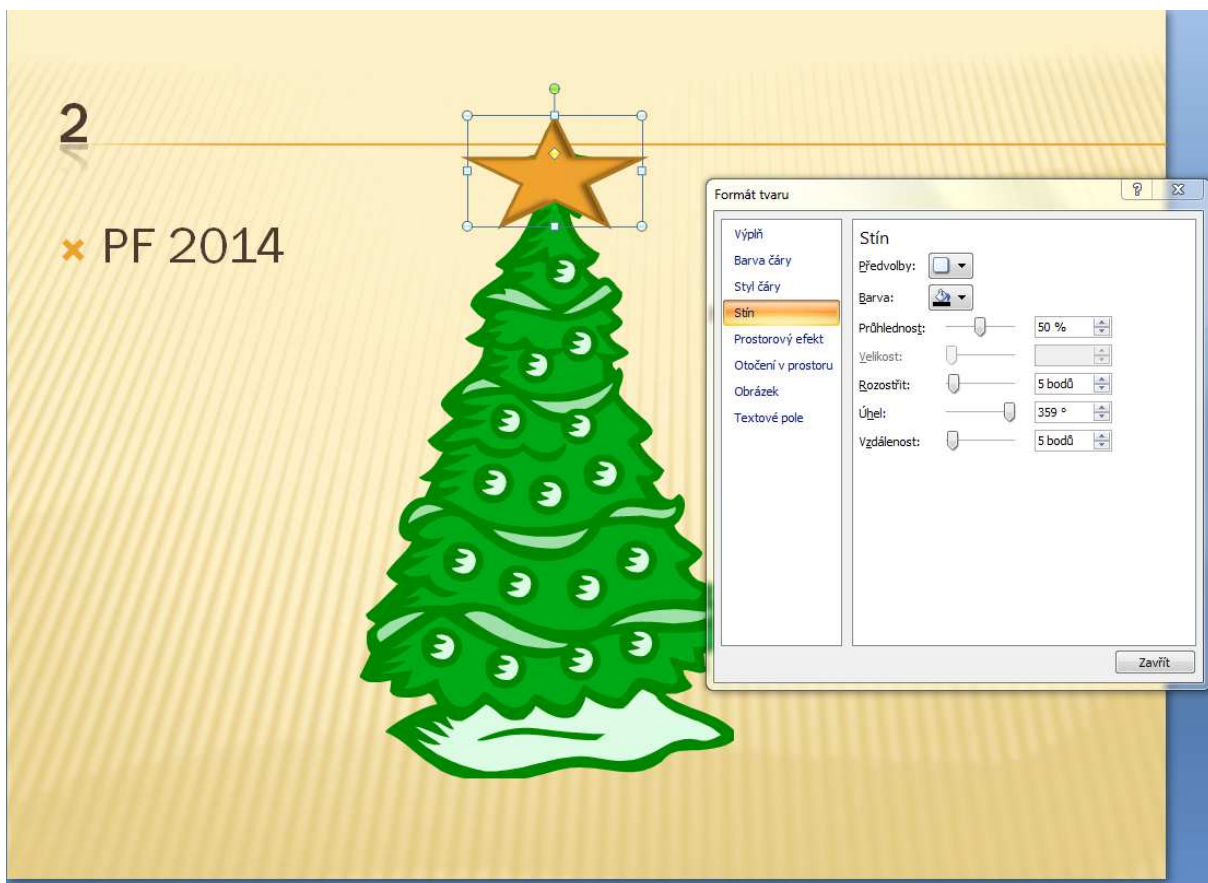 2
PF 2014
Formát tvaru
Výplň
Barva čáry
Styl čáry
Stín
Prostorový efekt
Otočení v prostoru
Obrázek
Textové pole
Stín
Předvolby:
Barva:
Průhlednost: 50 %
Velikost:
Rozostřit: 5 bodů
Úhel: 359 °
Vzdálenost: 5 bodů
Zavřít